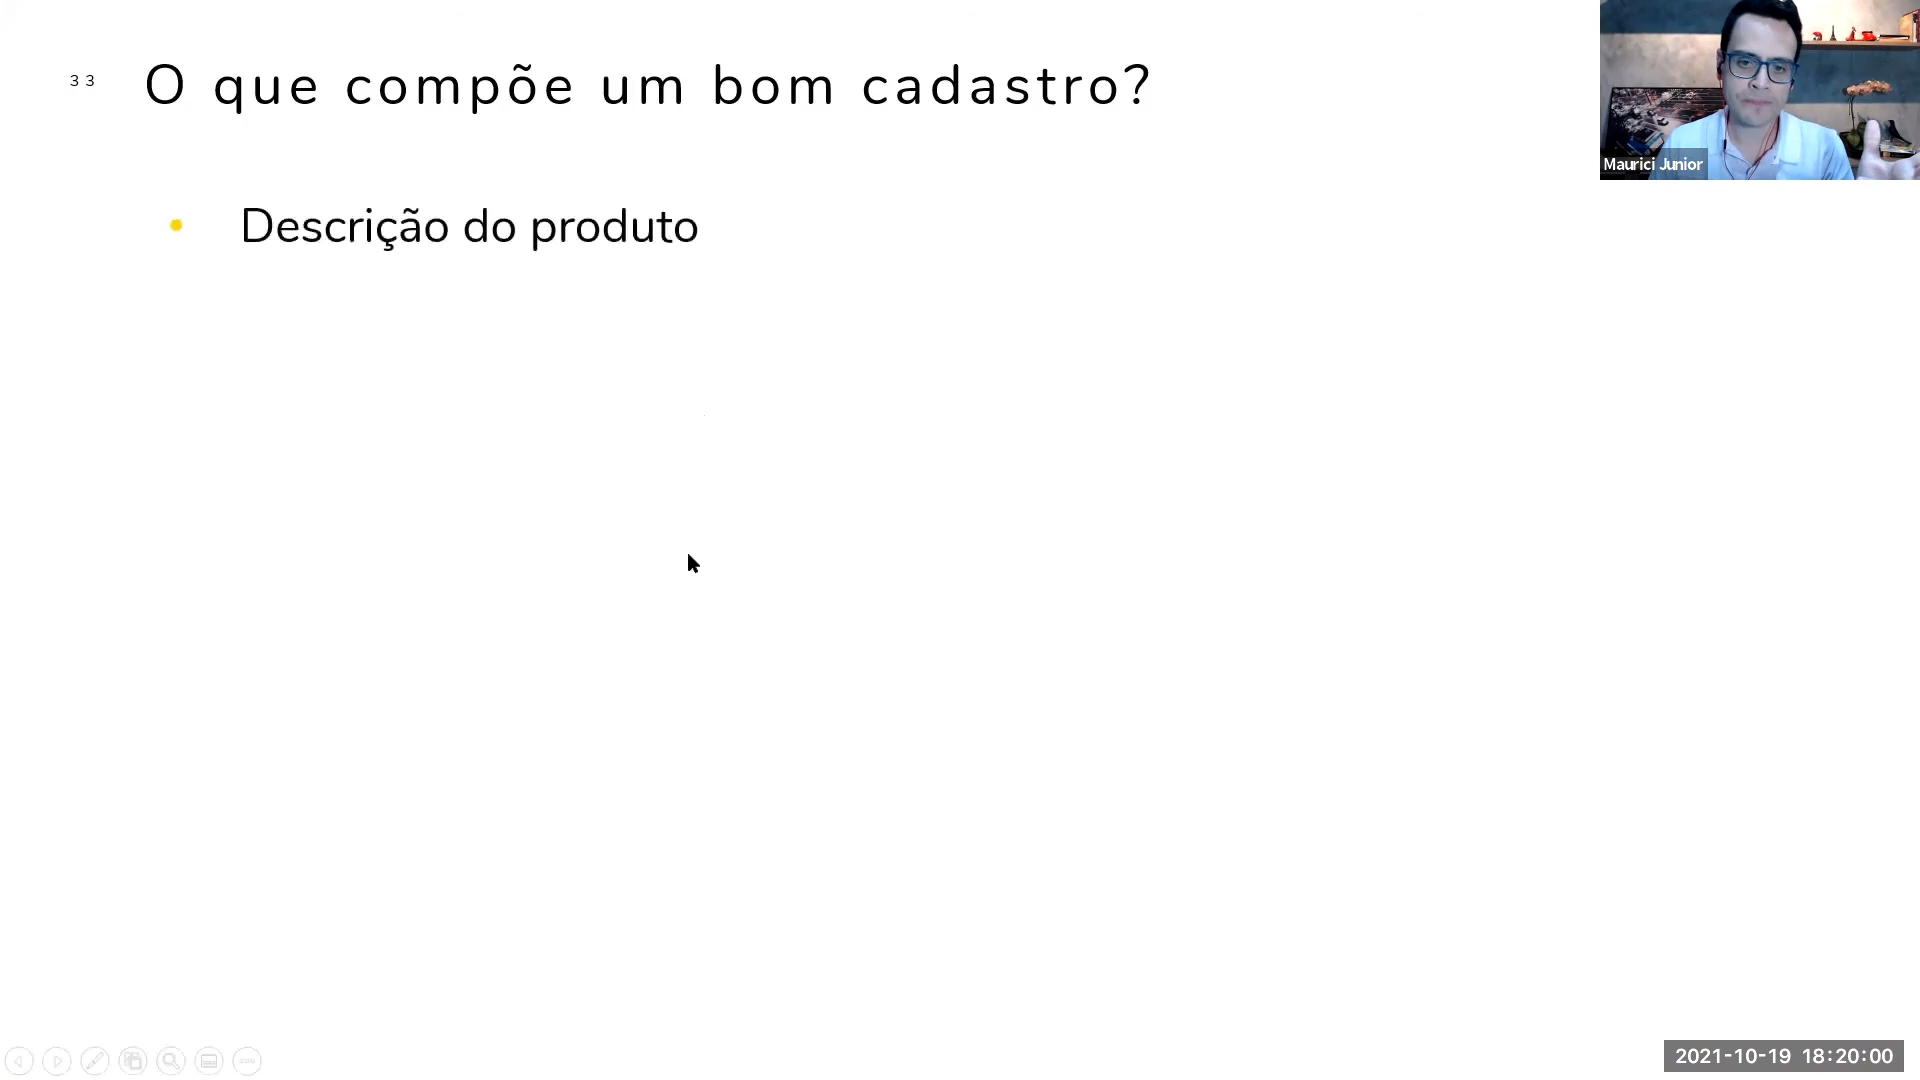 33
O que compõe um bom cadastro?
Maurici Junior
• Descrição do produto
2021-10-19 18:20:00